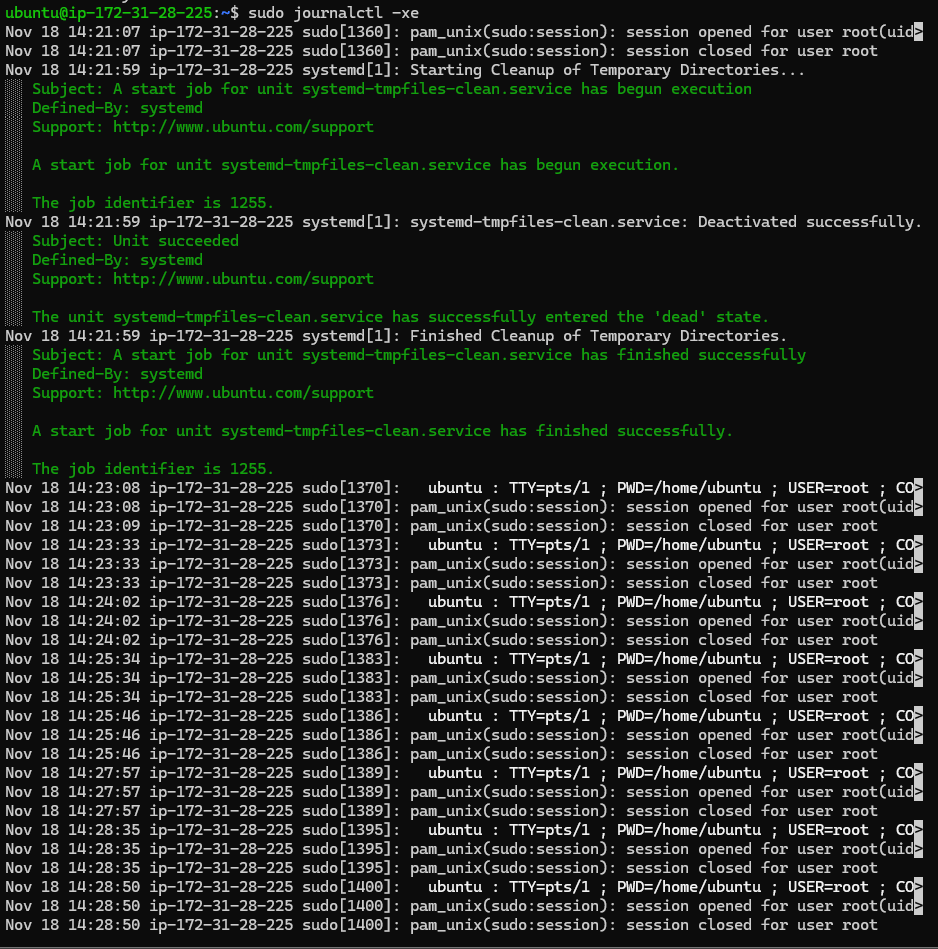 ubuntu@ip-172-31-28-225:~$ sudo journalctl -xe
Nov 18 14:21:07 ip-172-31-28-225 sudo[1360]: pam_unix(sudo:session): session opened for user root(uid>
Nov 18 14:21:07 ip-172-31-28-225 sudo[1360]: pam_unix(sudo:session): session closed for user root
Nov 18 14:21:59 ip-172-31-28-225 systemd[1]: Starting Cleanup of Temporary Directories...
Subject: A start job for unit systemd-tmpfiles-clean.service has begun execution
Defined-By: systemd
Support: http://www.ubuntu.com/support
A start job for unit systemd-tmpfiles-clean.service has begun execution.
The job identifier is 1255.
Nov 18 14:21:59 ip-172-31-28-225 systemd[1]: systemd-tmpfiles-clean.service: Deactivated successfully.
Subject: Unit succeeded
Defined-By: systemd
Support: http://www.ubuntu.com/support
The unit systemd-tmpfiles-clean.service has successfully entered the 'dead' state.
Nov 18 14:21:59 ip-172-31-28-225 systemd[1]: Finished Cleanup of Temporary Directories.
Subject: A start job for unit systemd-tmpfiles-clean.service has finished successfully
Defined-By: systemd
Support: http://www.ubuntu.com/support
A start job for unit systemd-tmpfiles-clean.service has finished successfully.
The job identifier is 1255.
Nov 18 14:23:08 ip-172-31-28-225 sudo[1370]:   ubuntu : TTY=pts/1 ; PWD=/home/ubuntu ; USER=root ; CO>
Nov 18 14:23:08 ip-172-31-28-225 sudo[1370]: pam_unix(sudo:session): session opened for user root(uid>
Nov 18 14:23:09 ip-172-31-28-225 sudo[1370]: pam_unix(sudo:session): session closed for user root
Nov 18 14:23:33 ip-172-31-28-225 sudo[1373]:   ubuntu : TTY=pts/1 ; PWD=/home/ubuntu ; USER=root ; CO>
Nov 18 14:23:33 ip-172-31-28-225 sudo[1373]: pam_unix(sudo:session): session opened for user root(uid>
Nov 18 14:23:33 ip-172-31-28-225 sudo[1373]: pam_unix(sudo:session): session closed for user root
Nov 18 14:24:02 ip-172-31-28-225 sudo[1376]:   ubuntu : TTY=pts/1 ; PWD=/home/ubuntu ; USER=root ; CO>
Nov 18 14:24:02 ip-172-31-28-225 sudo[1376]: pam_unix(sudo:session): session opened for user root(uid>
Nov 18 14:24:02 ip-172-31-28-225 sudo[1376]: pam_unix(sudo:session): session closed for user root
Nov 18 14:25:34 ip-172-31-28-225 sudo[1383]:   ubuntu : TTY=pts/1 ; PWD=/home/ubuntu ; USER=root ; CO>
Nov 18 14:25:34 ip-172-31-28-225 sudo[1383]: pam_unix(sudo:session): session opened for user root(uid>
Nov 18 14:25:34 ip-172-31-28-225 sudo[1383]: pam_unix(sudo:session): session closed for user root
Nov 18 14:25:46 ip-172-31-28-225 sudo[1386]:   ubuntu : TTY=pts/1 ; PWD=/home/ubuntu ; USER=root ; CO>
Nov 18 14:25:46 ip-172-31-28-225 sudo[1386]: pam_unix(sudo:session): session opened for user root(uid>
Nov 18 14:25:46 ip-172-31-28-225 sudo[1386]: pam_unix(sudo:session): session closed for user root
Nov 18 14:27:57 ip-172-31-28-225 sudo[1389]:   ubuntu : TTY=pts/1 ; PWD=/home/ubuntu ; USER=root ; CO>
Nov 18 14:27:57 ip-172-31-28-225 sudo[1389]: pam_unix(sudo:session): session opened for user root(uid>
Nov 18 14:27:57 ip-172-31-28-225 sudo[1389]: pam_unix(sudo:session): session closed for user root
Nov 18 14:28:35 ip-172-31-28-225 sudo[1395]:   ubuntu : TTY=pts/1 ; PWD=/home/ubuntu ; USER=root ; CO>
Nov 18 14:28:35 ip-172-31-28-225 sudo[1395]: pam_unix(sudo:session): session opened for user root(uid>
Nov 18 14:28:35 ip-172-31-28-225 sudo[1395]: pam_unix(sudo:session): session closed for user root
Nov 18 14:28:50 ip-172-31-28-225 sudo[1400]:   ubuntu : TTY=pts/1 ; PWD=/home/ubuntu ; USER=root ; CO>
Nov 18 14:28:50 ip-172-31-28-225 sudo[1400]: pam_unix(sudo:session): session opened for user root(uid>
Nov 18 14:28:50 ip-172-31-28-225 sudo[1400]: pam_unix(sudo:session): session closed for user root